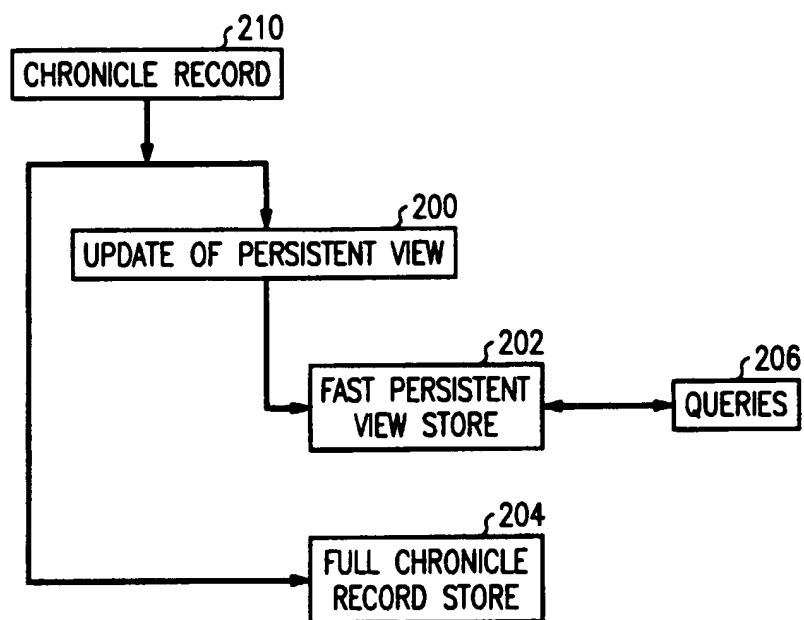 210
CHRONICLE RECORD
200
UPDATE OF PERSISTENT VIEW
202
FAST PERSISTENT
VIEW STORE
206
QUERIES
204
FULL CHRONICLE
RECORD STORE